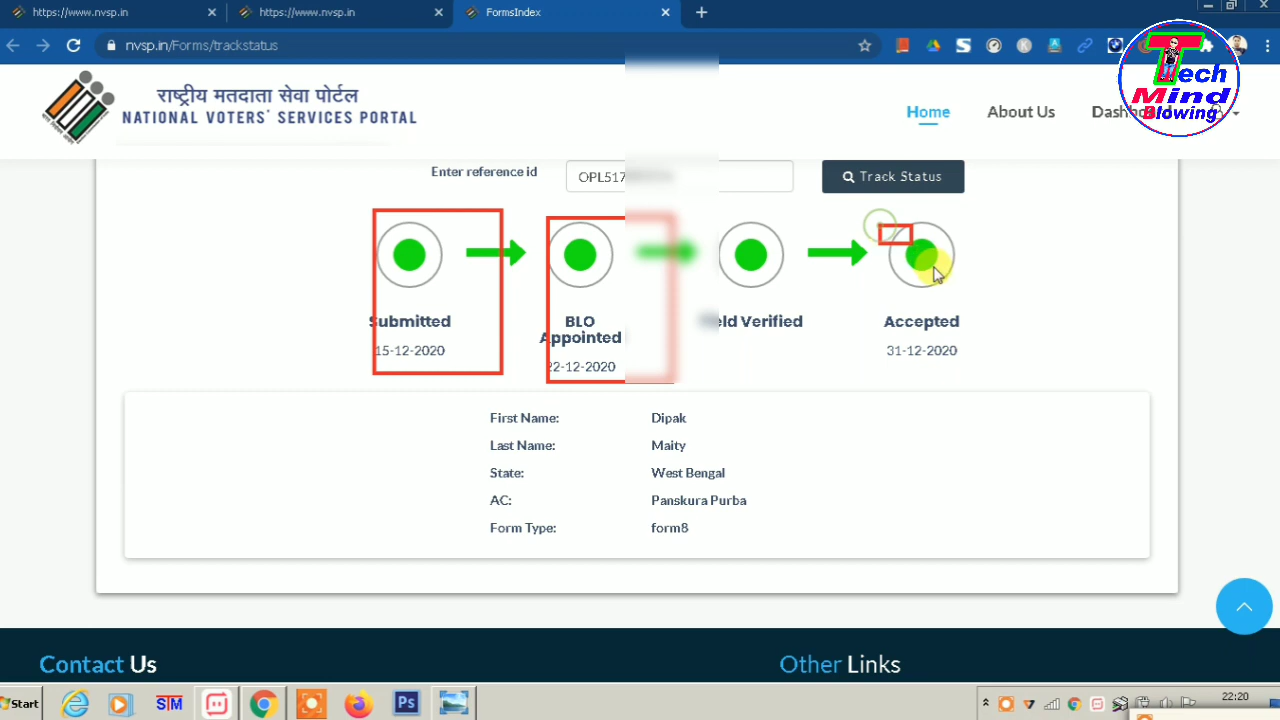 https://www.nvsp.in
https://www.nvsp.in
FormsIndex
nvsp.in/Forms/trackstatus
Tech
Mind
Blowing
राष्ट्रीय मतदाता सेवा पोर्टल
NATIONAL VOTERS' SERVICES PORTAL
Home
About Us
Enter reference id
OPL517
Track Status
Submitted
15-12-2020
BLO
Appointed
22-12-2020
Verified
Accepted
31-12-2020
First Name: Dipak
Last Name: Maity
State: West Bengal
AC: Panskura Purba
Form Type: form8
Contact Us
Other Links
Start
STM
Ps
22:20